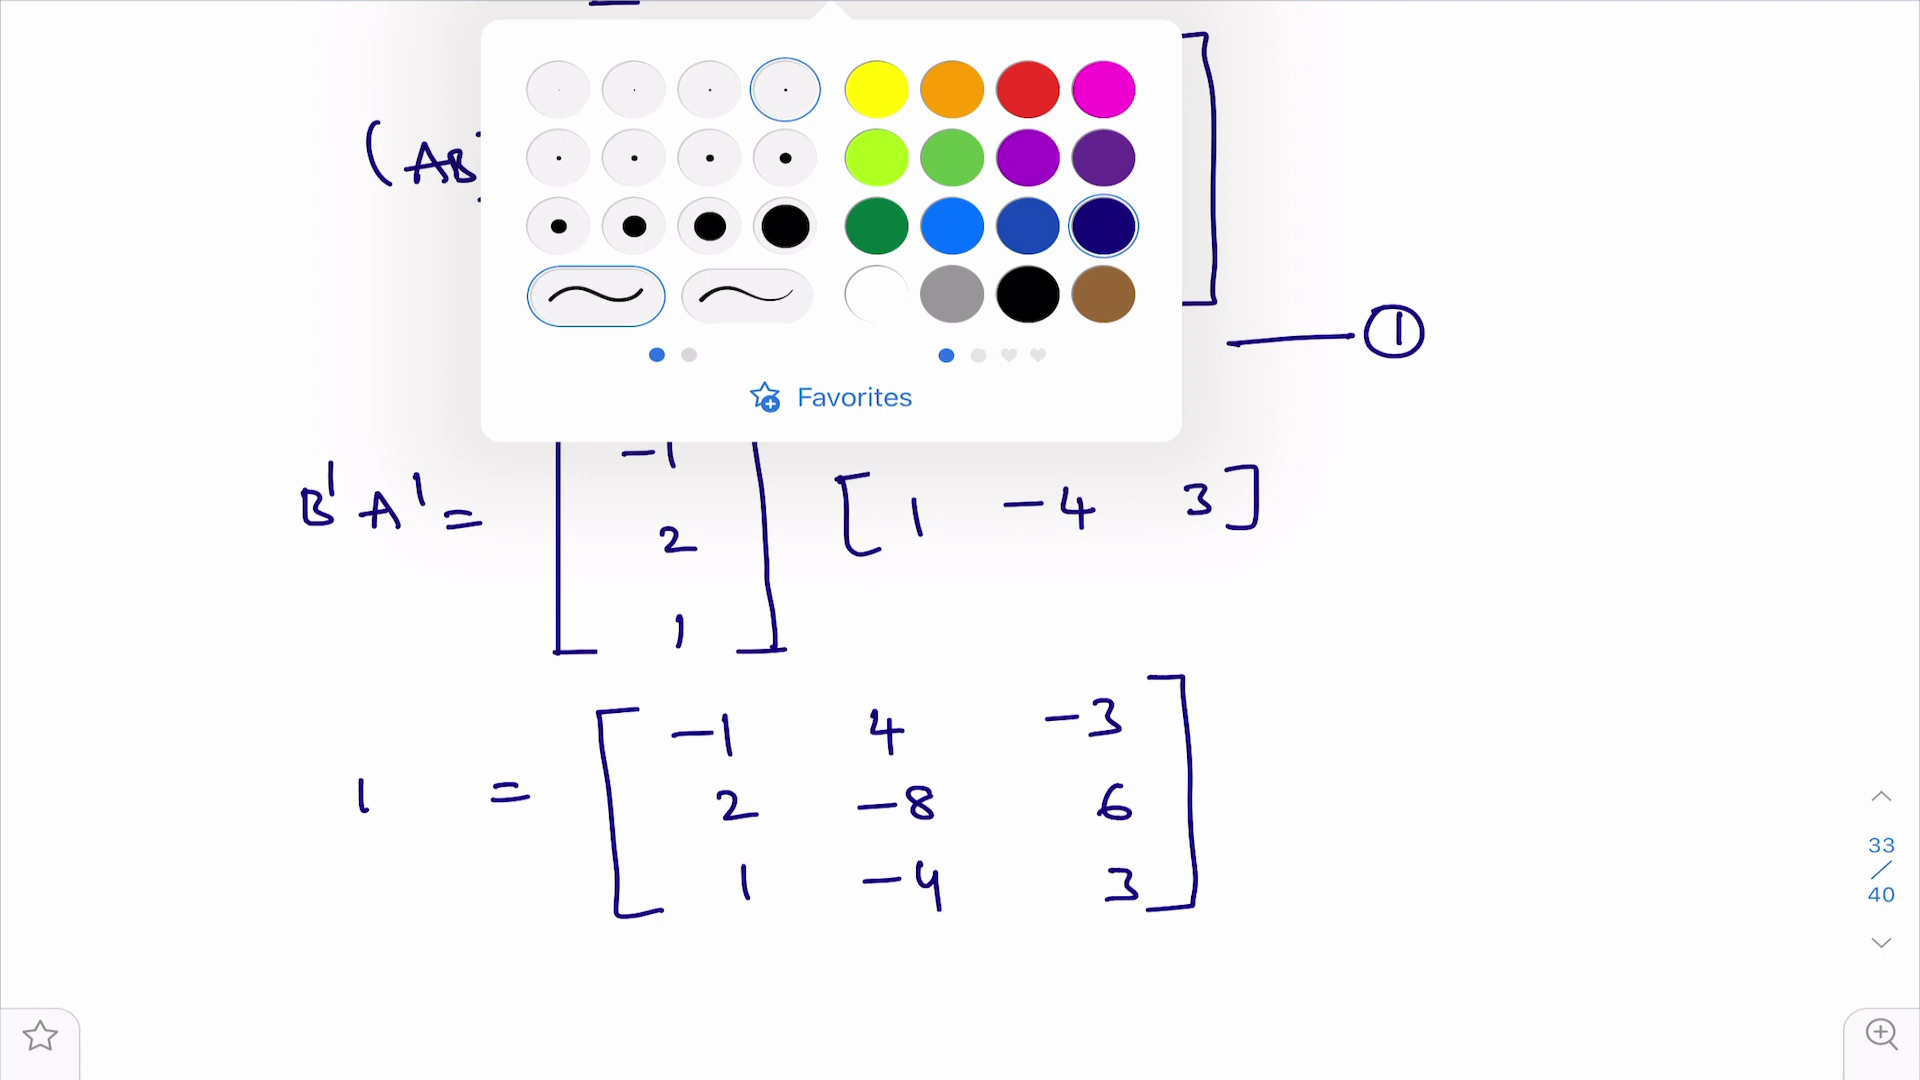 (AB)
①
Favorites
B' A' = [ -1 2 1 ] [ 1 -4 3 ]
-1 4 -3
1 = 2 -8 6
1 -4 3
33
/
40